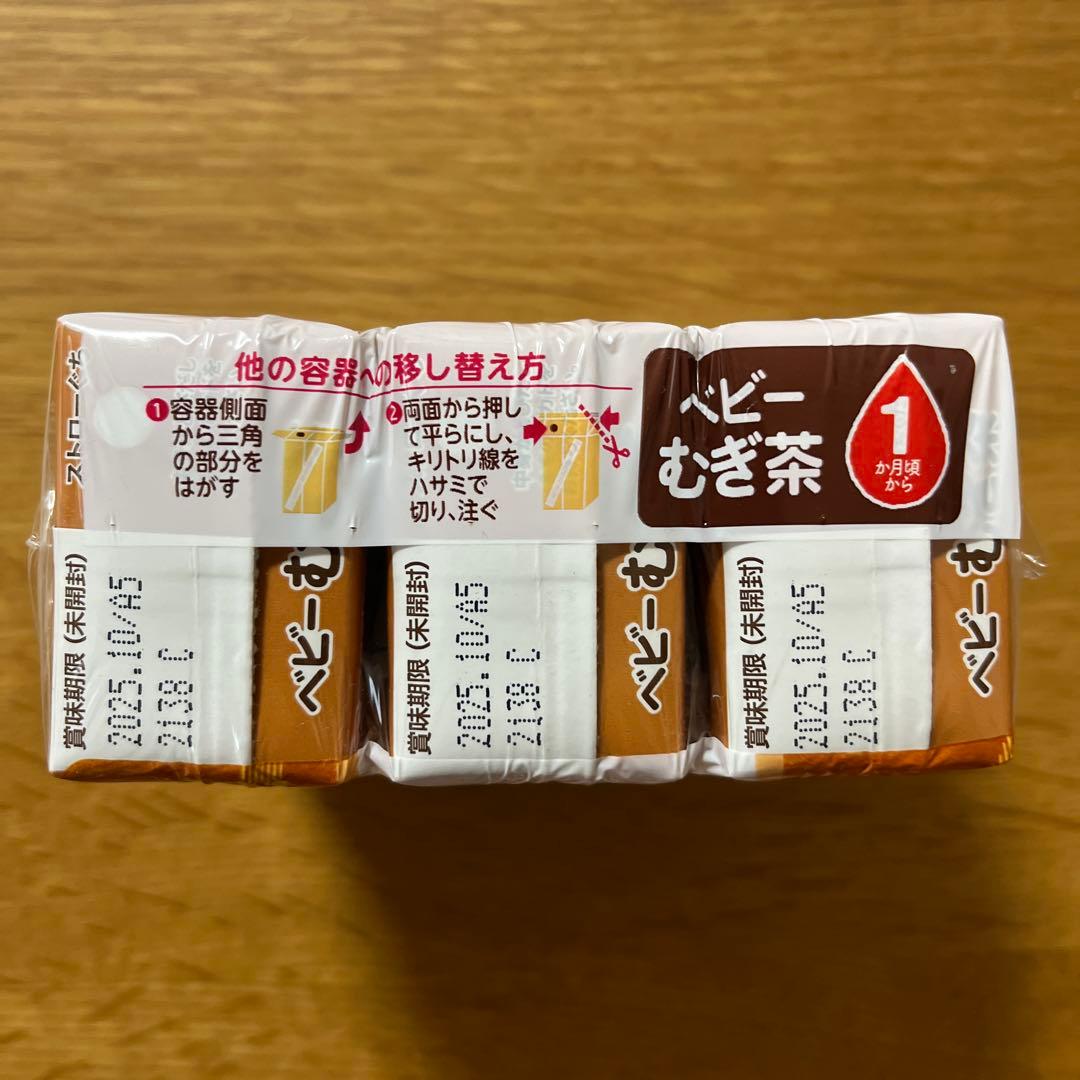 他の容器への移し替え方
❶容器側面
から三角
の部分を
はがす
❷両面から押し
て平らにし、
キリトリ線を
ハサミで
切り、注ぐ
ベビー
むぎ茶
1
か月頃
から
ストローぐち
賞味期限(未開封)
2025.10/A5
2138 C
ベビーむ
賞味期限(未開封)
2025.10/A5
2138 C
ベビーむ
賞味期限(未開封)
2025.10/A5
2138 C
ベビーむ